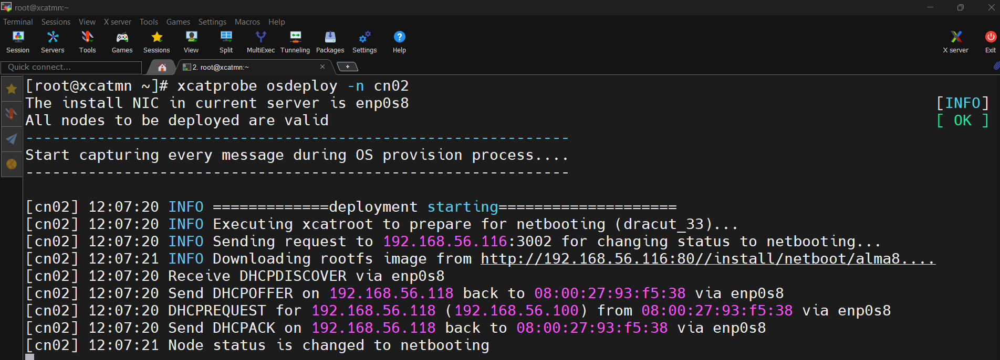 root@xcatmn:~
Terminal Sessions View X server Tools Games Settings Macros Help
Session Servers Tools Games Sessions View Split MultiExec Tunneling Packages Settings Help X server Exit
Quick connect... 2. root@xcatmn:~
[root@xcatmn ~]# xcatprobe osdeploy -n cn02
The install NIC in current server is enp0s8 [INFO]
All nodes to be deployed are valid [ OK ]
-------------------------------------------------------------
Start capturing every message during OS provision process....
-------------------------------------------------------------
[cn02] 12:07:20 INFO =============deployment starting====================
[cn02] 12:07:20 INFO Executing xcatroot to prepare for netbooting (dracut_33)...
[cn02] 12:07:20 INFO Sending request to 192.168.56.116:3002 for changing status to netbooting...
[cn02] 12:07:21 INFO Downloading rootfs image from http://192.168.56.116:80//install/netboot/alma8....
[cn02] 12:07:20 Receive DHCPDISCOVER via enp0s8
[cn02] 12:07:20 Send DHCPOFFER on 192.168.56.118 back to 08:00:27:93:f5:38 via enp0s8
[cn02] 12:07:20 DHCPREQUEST for 192.168.56.118 (192.168.56.100) from 08:00:27:93:f5:38 via enp0s8
[cn02] 12:07:20 Send DHCPACK on 192.168.56.118 back to 08:00:27:93:f5:38 via enp0s8
[cn02] 12:07:21 Node status is changed to netbooting